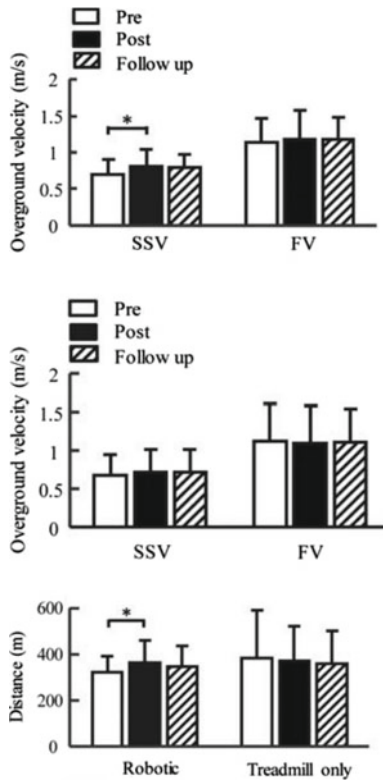 Pre
Post
Follow up
Overground velocity (m/s)
2
1.5
1
0.5
0
*
SSV FV
Pre
Post
Follow up
Overground velocity (m/s)
2
1.5
1
0.5
0
SSV FV
Distance (m)
600
400
200
0
*
Robotic Treadmill only